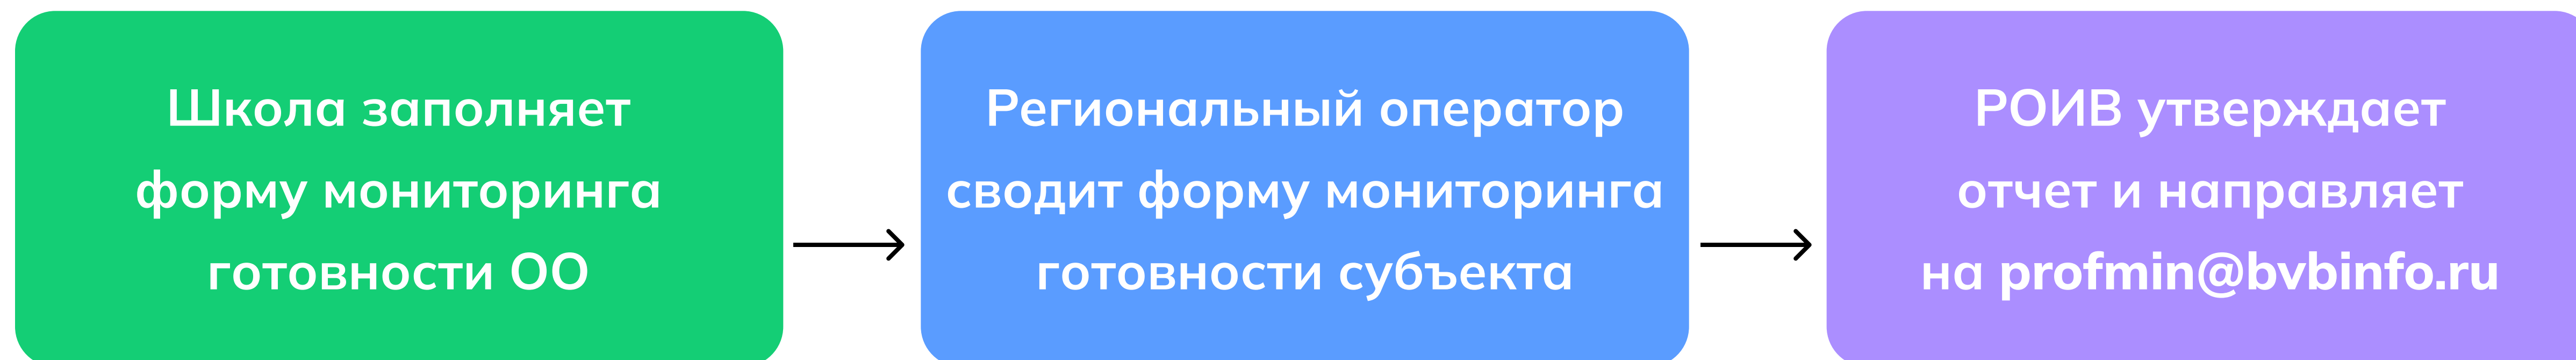 Школа заполняет
форму мониторинга
готовности ОО
Региональный оператор
сводит форму мониторинга
готовности субъекта
РОИВ утверждает
отчет и направляет
на profmin@bvbinfo.ru